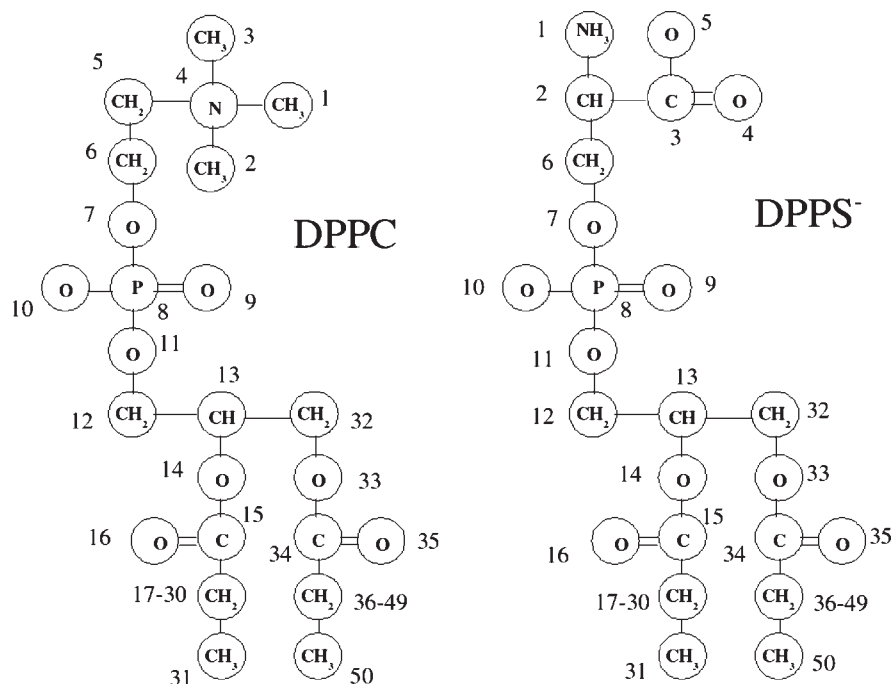 3 CH₃
1 NH₃ O 5
5 4
CH₂ N CH₃ 1
2 CH C O 4
3
6 CH₂ CH₃ 2
6 CH₂
7 O
7 O
DPPC
DPPS⁻
10 O P O 9
8
10 O P O 9
8
O 11
11 O
13
13
12 CH₂ CH CH₂ 32
12 CH₂ CH CH₂ 32
14 O O 33
14 O O 33
15
15
16 O C 34 C O 35
16 O C 34 C O 35
17-30 CH₂ CH₂ 36-49
17-30 CH₂ CH₂ 36-49
31 CH₃ CH₃ 50
31 CH₃ CH₃ 50